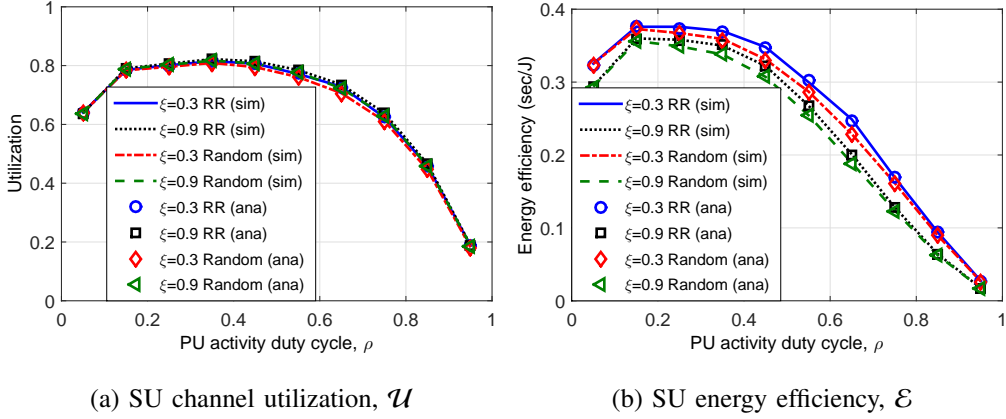 1
0.8
0.6
0.4
0.2
0
Utilization
ξ=0.3 RR (sim)
ξ=0.9 RR (sim)
ξ=0.3 Random (sim)
ξ=0.9 Random (sim)
ξ=0.3 RR (ana)
ξ=0.9 RR (ana)
ξ=0.3 Random (ana)
ξ=0.9 Random (ana)
0 0.2 0.4 0.6 0.8 1
PU activity duty cycle, ρ
(a) SU channel utilization, 𝒰
0.4
0.3
0.2
0.1
0
Energy efficiency (sec/J)
ξ=0.3 RR (sim)
ξ=0.9 RR (sim)
ξ=0.3 Random (sim)
ξ=0.9 Random (sim)
ξ=0.3 RR (ana)
ξ=0.9 RR (ana)
ξ=0.3 Random (ana)
ξ=0.9 Random (ana)
0 0.2 0.4 0.6 0.8 1
PU activity duty cycle, ρ
(b) SU energy efficiency, ℰ